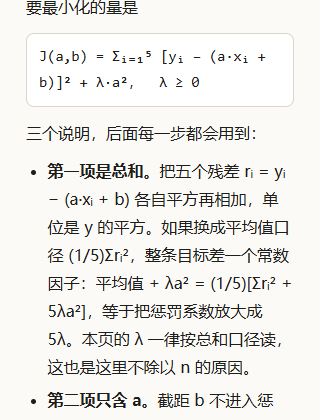 要最小化的量是
J(a,b) = Σᵢ₌₁⁵ [yᵢ − (a·xᵢ +
b)]² + λ·a²,   λ ≥ 0
三个说明，后面每一步都会用到：
• 第一项是总和。把五个残差 rᵢ = yᵢ
− (a·xᵢ + b) 各自平方再相加，单
位是 y 的平方。如果换成平均值口
径 (1/5)Σrᵢ²，整条目标差一个常数
因子：平均值 + λa² = (1/5)[Σrᵢ² +
5λa²]，等于把惩罚系数放大成
5λ。本页的 λ 一律按总和口径读，
这也是这里不除以 n 的原因。
• 第二项只含 a。截距 b 不进入惩